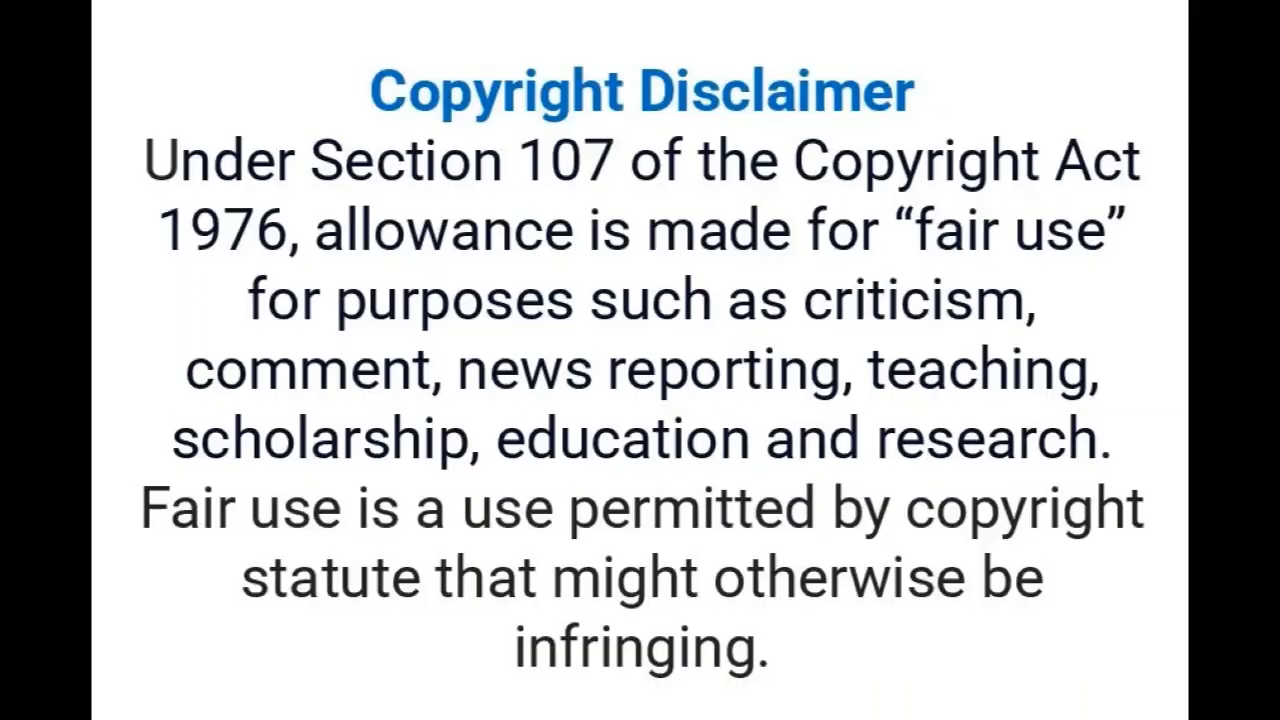 Copyright Disclaimer
Under Section 107 of the Copyright Act
1976, allowance is made for “fair use”
for purposes such as criticism,
comment, news reporting, teaching,
scholarship, education and research.
Fair use is a use permitted by copyright
statute that might otherwise be
infringing.